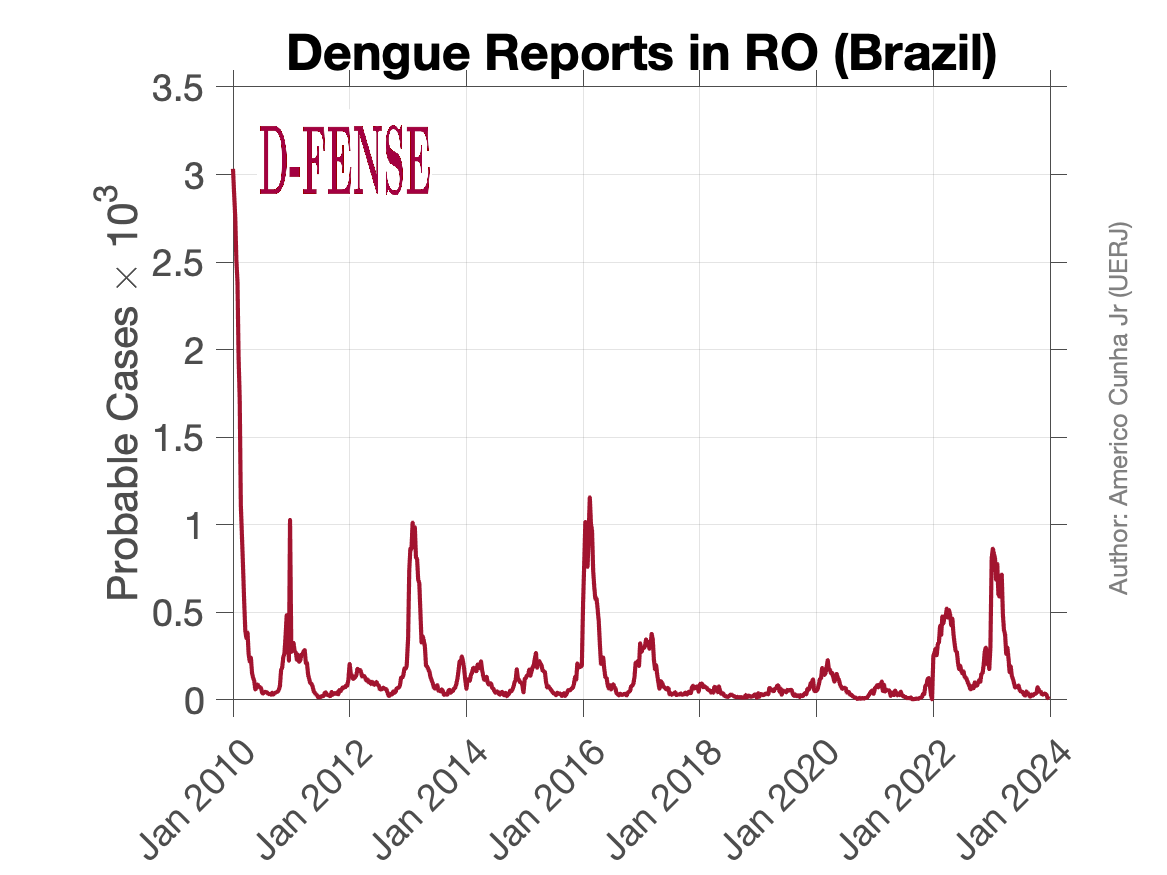 Dengue Reports in RO (Brazil)
D-FENSE
Probable Cases × 10³
3.5
3
2.5
2
1.5
1
0.5
0
Jan 2010
Jan 2012
Jan 2014
Jan 2016
Jan 2018
Jan 2020
Jan 2022
Jan 2024
Author: Americo Cunha Jr (UERJ)